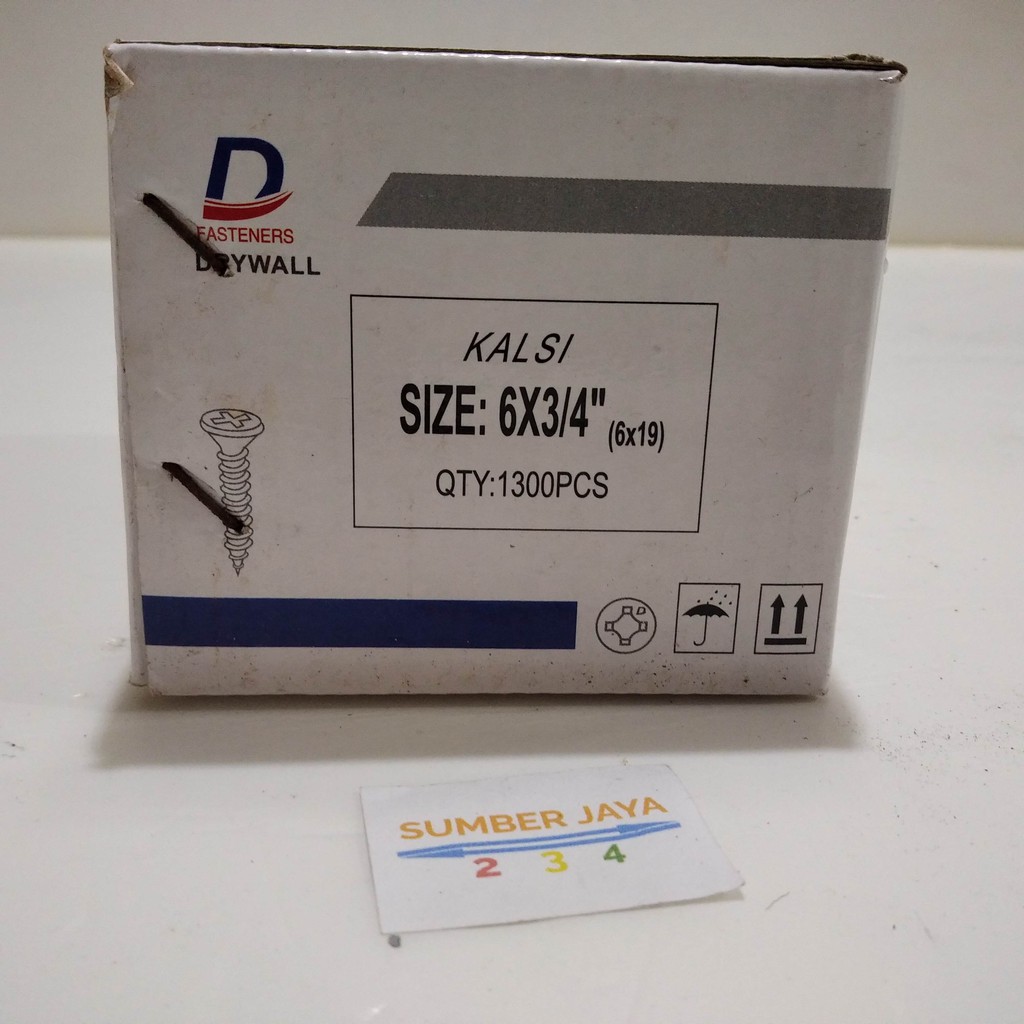 D
FASTENERS
DRYWALL
KALSI
SIZE: 6X3/4" (6x19)
QTY:1300PCS
SUMBER JAYA
2 3 4